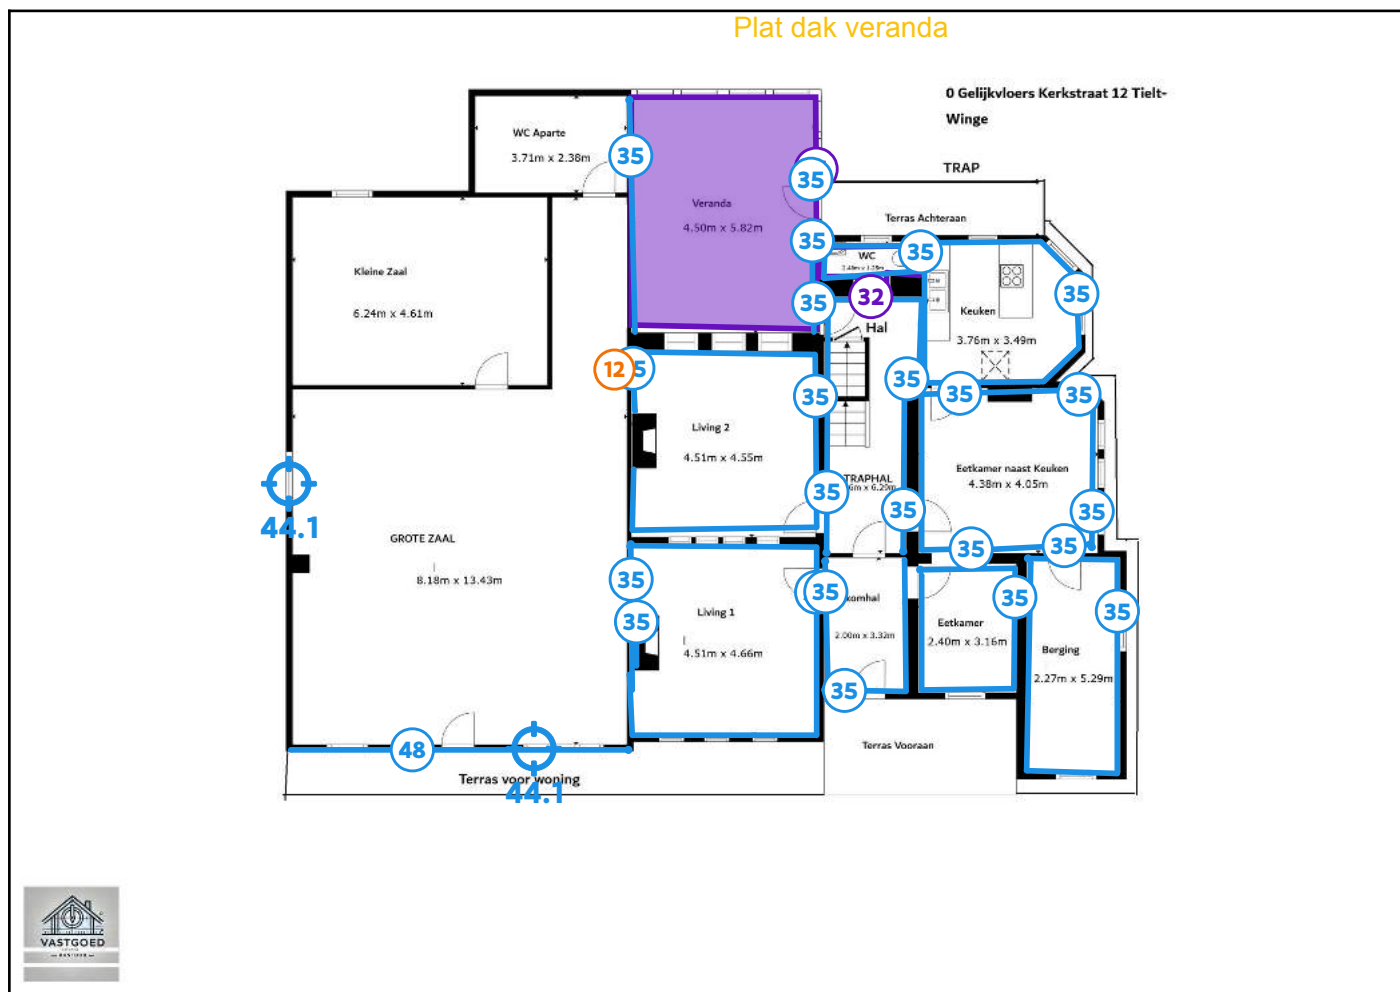 Plat dak veranda
0 Gelijkvloers Kerkstraat 12 Tielt-
Winge
WC Aparte
3.71m x 2.38m
35
35
TRAP
Veranda
4.50m x 5.82m
Terras Achteraan
35
WC
35
Kleine Zaal
6.24m x 4.61m
32
35
35
Hal
Keuken
3.76m x 3.49m
12
35
35
35
35
Living 2
4.51m x 4.55m
Eetkamer naast Keuken
4.38m x 4.05m
TRAPHAL
35
35
35
44.1
GROTE ZAAL
8.18m x 13.43m
35
35
35
35
35
35
Living 1
4.51m x 4.66m
35
2.00m x 3.32m
Eetkamer
2.40m x 3.16m
Berging
2.27m x 5.29m
35
48
Terras Vooraan
Terras voor woning
44.1
VASTGOED